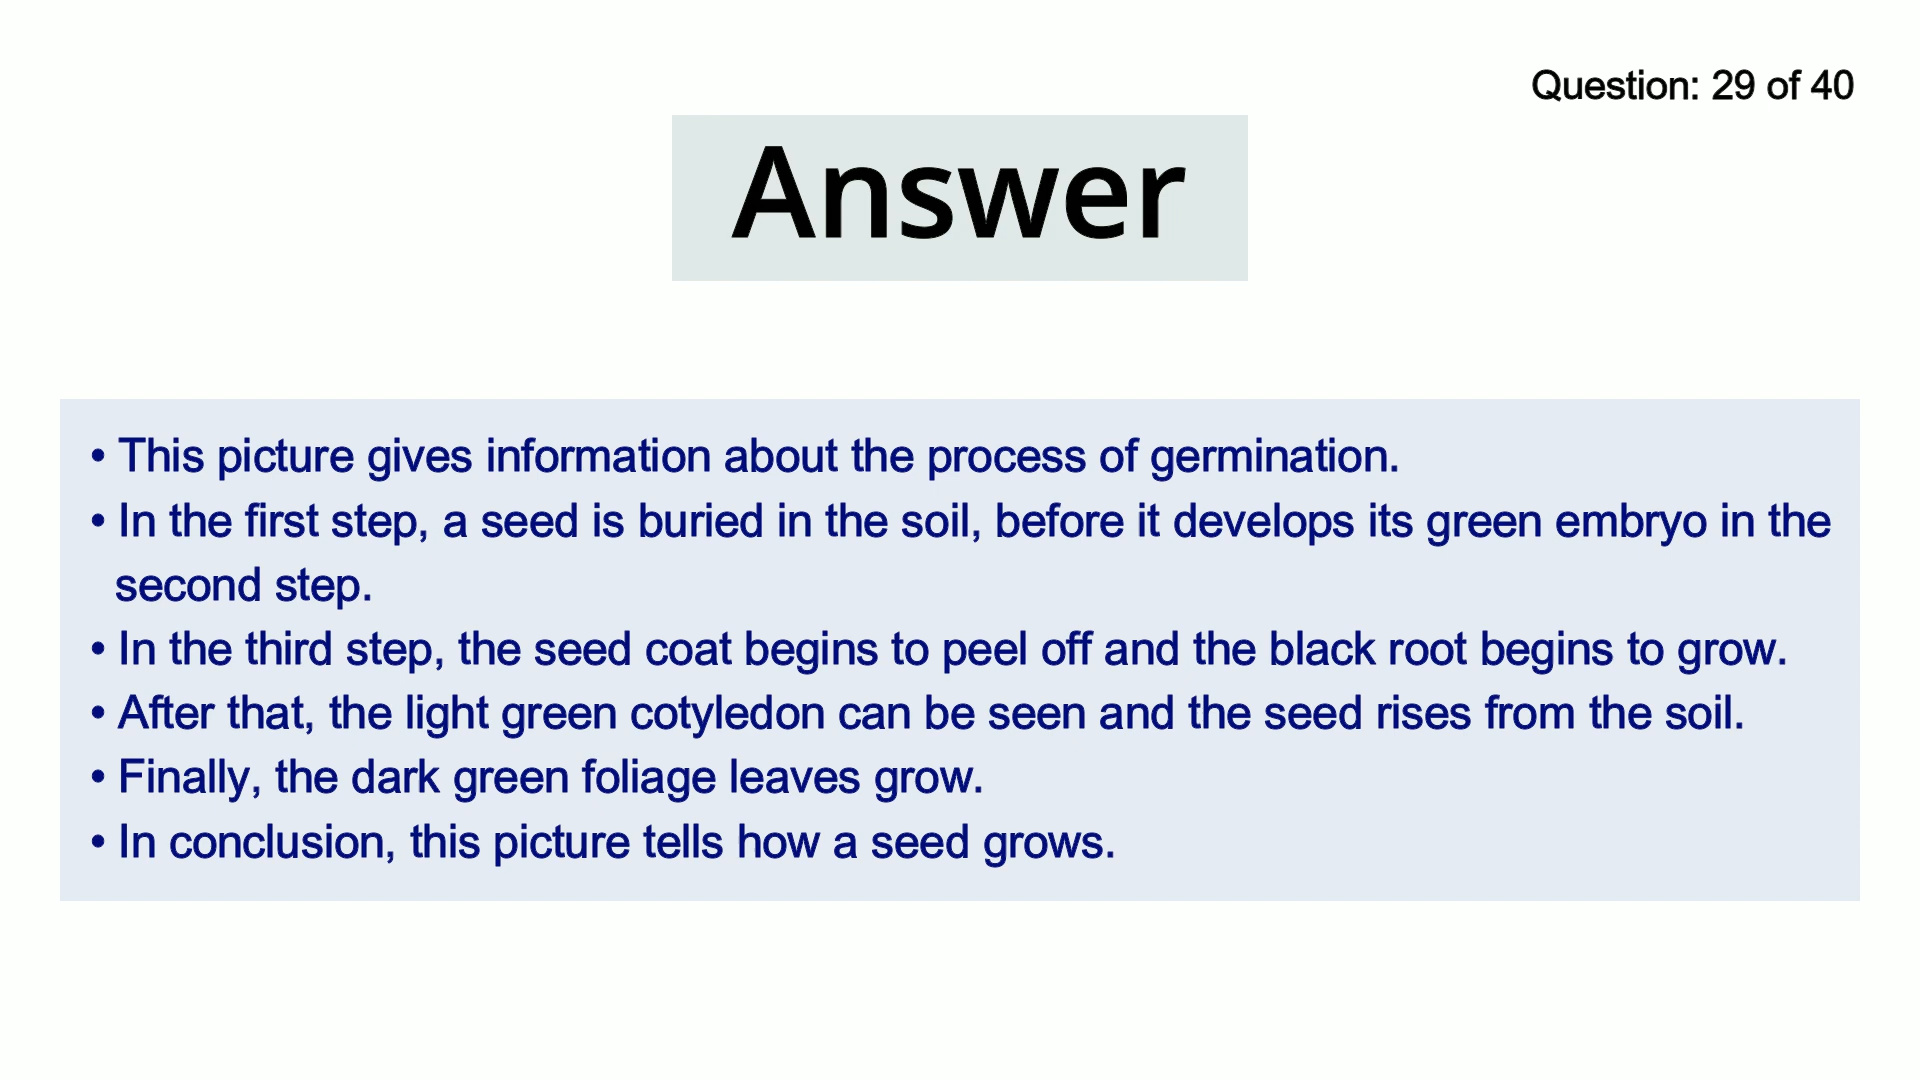 Question: 29 of 40
Answer
• This picture gives information about the process of germination.
• In the first step, a seed is buried in the soil, before it develops its green embryo in the
second step.
• In the third step, the seed coat begins to peel off and the black root begins to grow.
• After that, the light green cotyledon can be seen and the seed rises from the soil.
• Finally, the dark green foliage leaves grow.
• In conclusion, this picture tells how a seed grows.